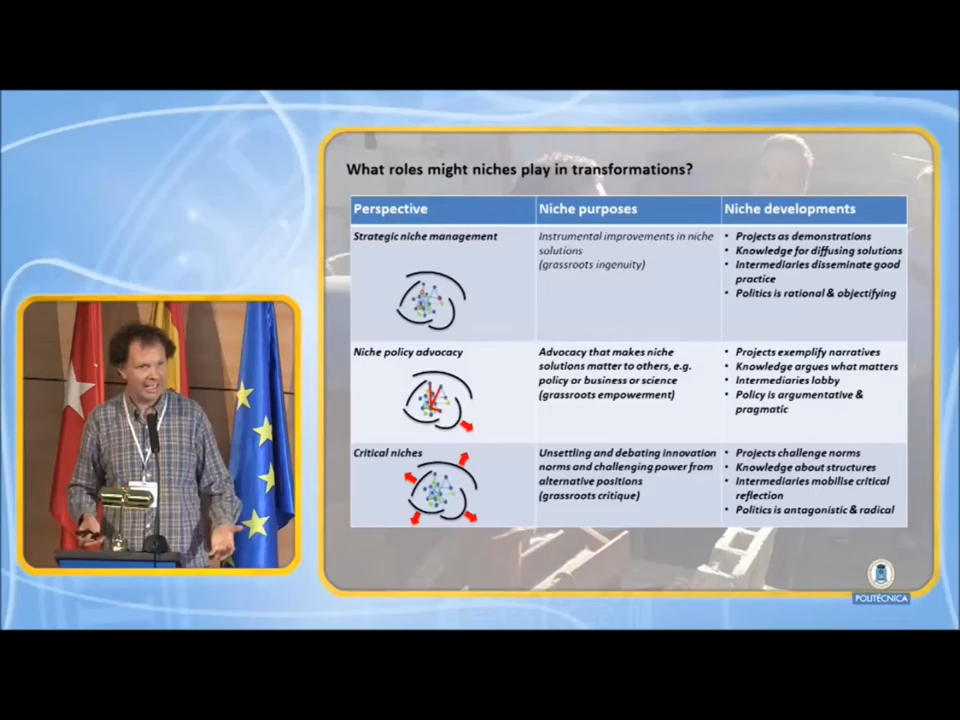 What roles might niches play in transformations?
Perspective
Niche purposes
Niche developments
Strategic niche management
Instrumental improvements in niche
solutions
(grassroots ingenuity)
• Projects as demonstrations
• Knowledge for diffusing solutions
• Intermediaries disseminate good
practice
• Politics is rational & objectifying
Niche policy advocacy
Advocacy that makes niche
solutions matter to others, e.g.
policy or business or science
(grassroots empowerment)
• Projects exemplify narratives
• Knowledge argues what matters
• Intermediaries lobby
• Policy is argumentative &
pragmatic
Critical niches
Unsettling and debating innovation
norms and challenging power from
alternative positions
(grassroots critique)
• Projects challenge norms
• Knowledge about structures
• Intermediaries mobilise critical
reflection
• Politics is antagonistic & radical
POLITÉCNICA